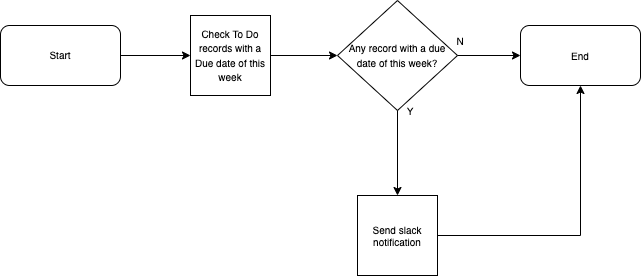 Start
Check To Do
records with a
Due date of this
week
Any record with a due
date of this week?
N
End
Y
Send slack
notification